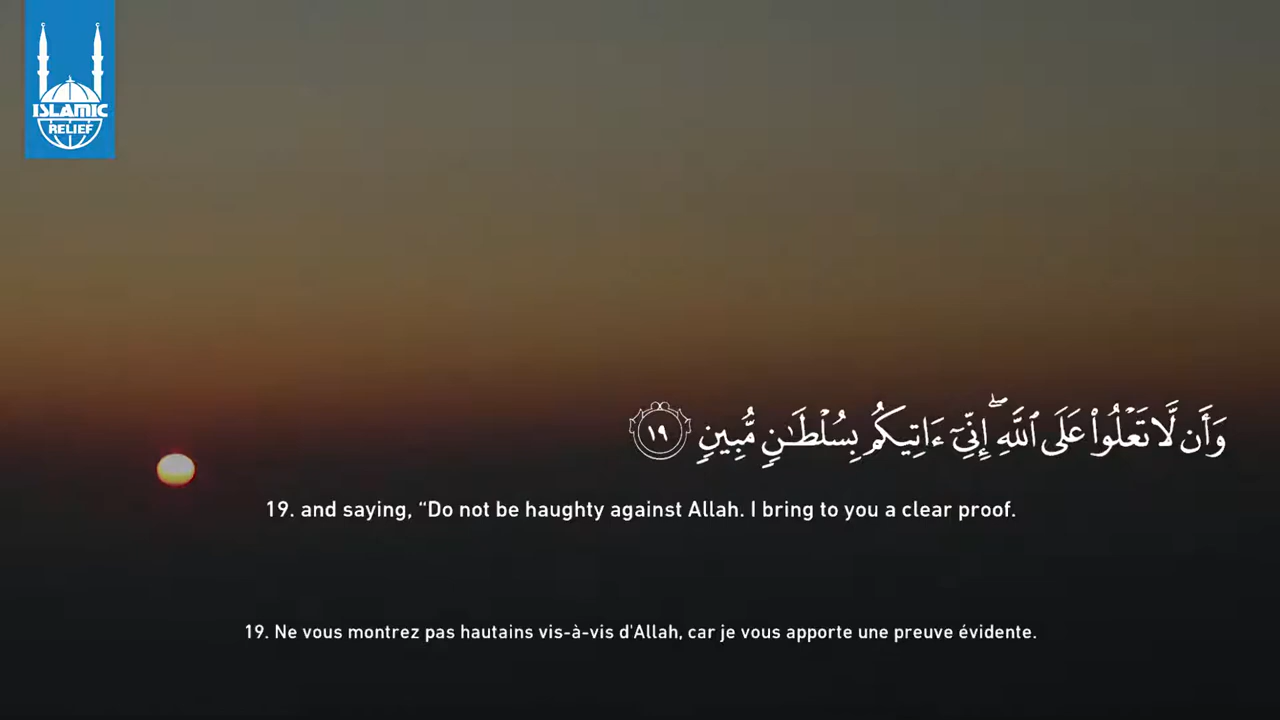 ISLAMIC
RELIEF
وَأَن لَّا تَعْلُوا۟ عَلَى ٱللَّهِ ۖ إِنِّىٓ ءَاتِيكُم بِسُلْطَـٰنٍ مُّبِينٍ ١٩
19. and saying, “Do not be haughty against Allah. I bring to you a clear proof.
19. Ne vous montrez pas hautains vis-à-vis d'Allah, car je vous apporte une preuve évidente.